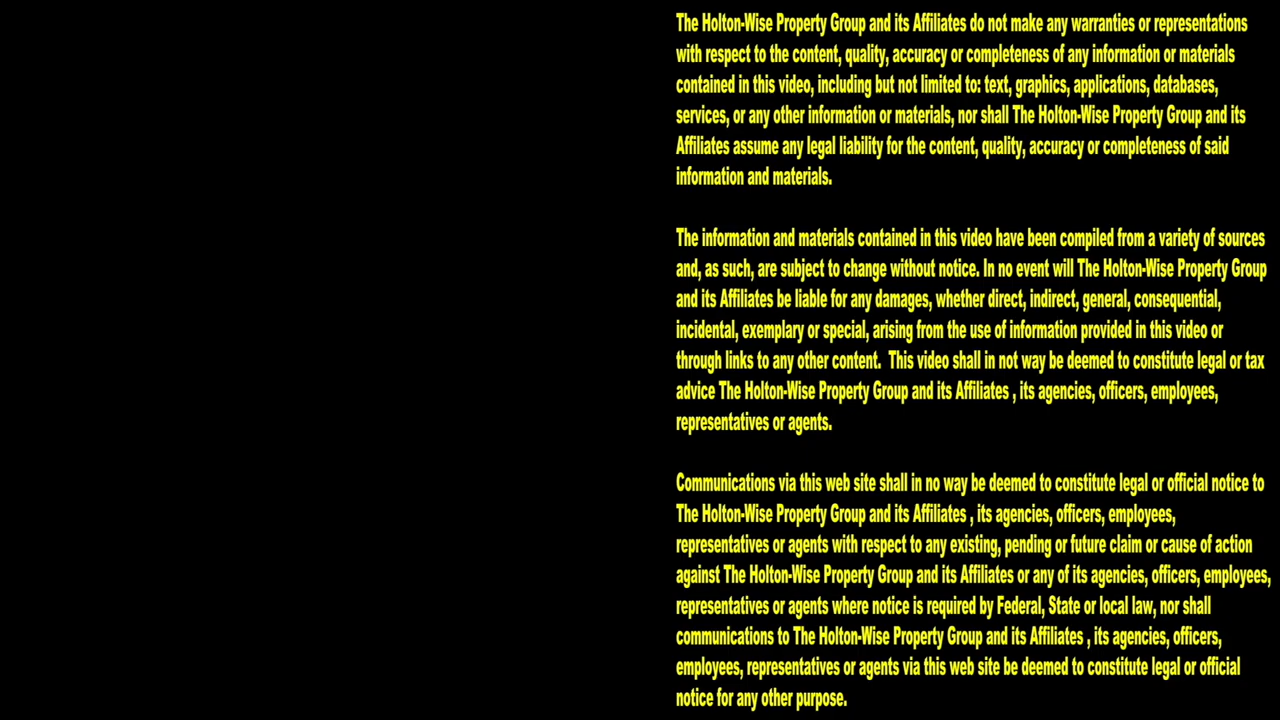 The Holton-Wise Property Group and its Affiliates do not make any warranties or representations
with respect to the content, quality, accuracy or completeness of any information or materials
contained in this video, including but not limited to: text, graphics, applications, databases,
services, or any other information or materials, nor shall The Holton-Wise Property Group and its
Affiliates assume any legal liability for the content, quality, accuracy or completeness of said
information and materials.
The information and materials contained in this video have been compiled from a variety of sources
and, as such, are subject to change without notice. In no event will The Holton-Wise Property Group
and its Affiliates be liable for any damages, whether direct, indirect, general, consequential,
incidental, exemplary or special, arising from the use of information provided in this video or
through links to any other content.  This video shall in not way be deemed to constitute legal or tax
advice The Holton-Wise Property Group and its Affiliates , its agencies, officers, employees,
representatives or agents.
Communications via this web site shall in no way be deemed to constitute legal or official notice to
The Holton-Wise Property Group and its Affiliates , its agencies, officers, employees,
representatives or agents with respect to any existing, pending or future claim or cause of action
against The Holton-Wise Property Group and its Affiliates or any of its agencies, officers, employees,
representatives or agents where notice is required by Federal, State or local law, nor shall
communications to The Holton-Wise Property Group and its Affiliates , its agencies, officers,
employees, representatives or agents via this web site be deemed to constitute legal or official
notice for any other purpose.